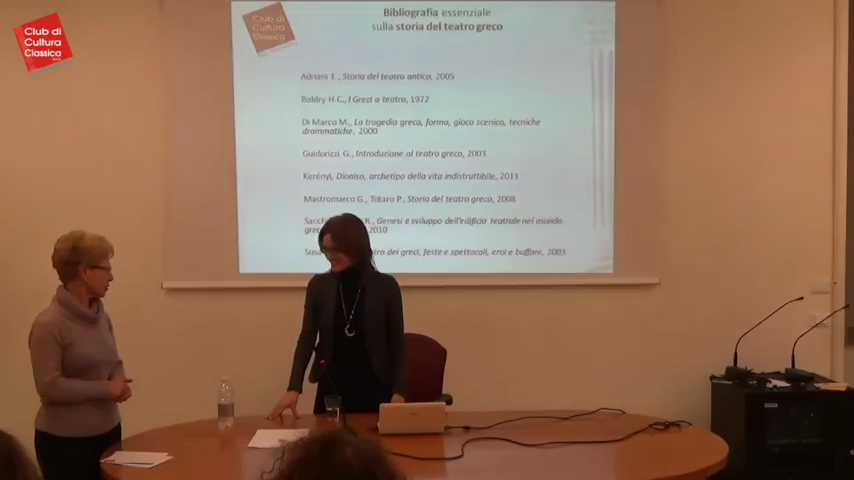 Club di
Cultura
Classica
Club di
Cultura
Classica
Bibliografia essenziale
sulla storia del teatro greco
Adriani E., Storia del teatro antico, 2005
Baldry H.C., I Greci a teatro, 1972
Di Marco M., La tragedia greca, forma, gioco scenico, tecniche
drammatiche, 2000
Guidorizzi G., Introduzione al teatro greco, 2003
Kerényi, Dioniso, archetipo della vita indistruttibile, 2011
Mastromarco G., Totaro P., Storia del teatro greco, 2008
R., Genesi e sviluppo dell'edificio teatrale nel mondo
2010
dei greci, feste e spettacoli, eroi e buffoni, 2003